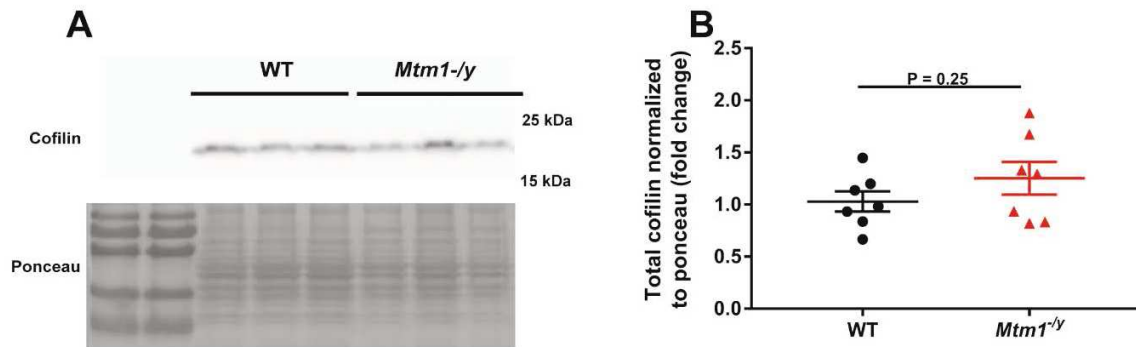 A
WT
Mtm1-/y
Cofilin
25 kDa
15 kDa
Ponceau
B
Total cofilin normalized
to ponceau (fold change)
2.5
2.0
1.5
1.0
0.5
0.0
P = 0.25
WT
Mtm1-/y